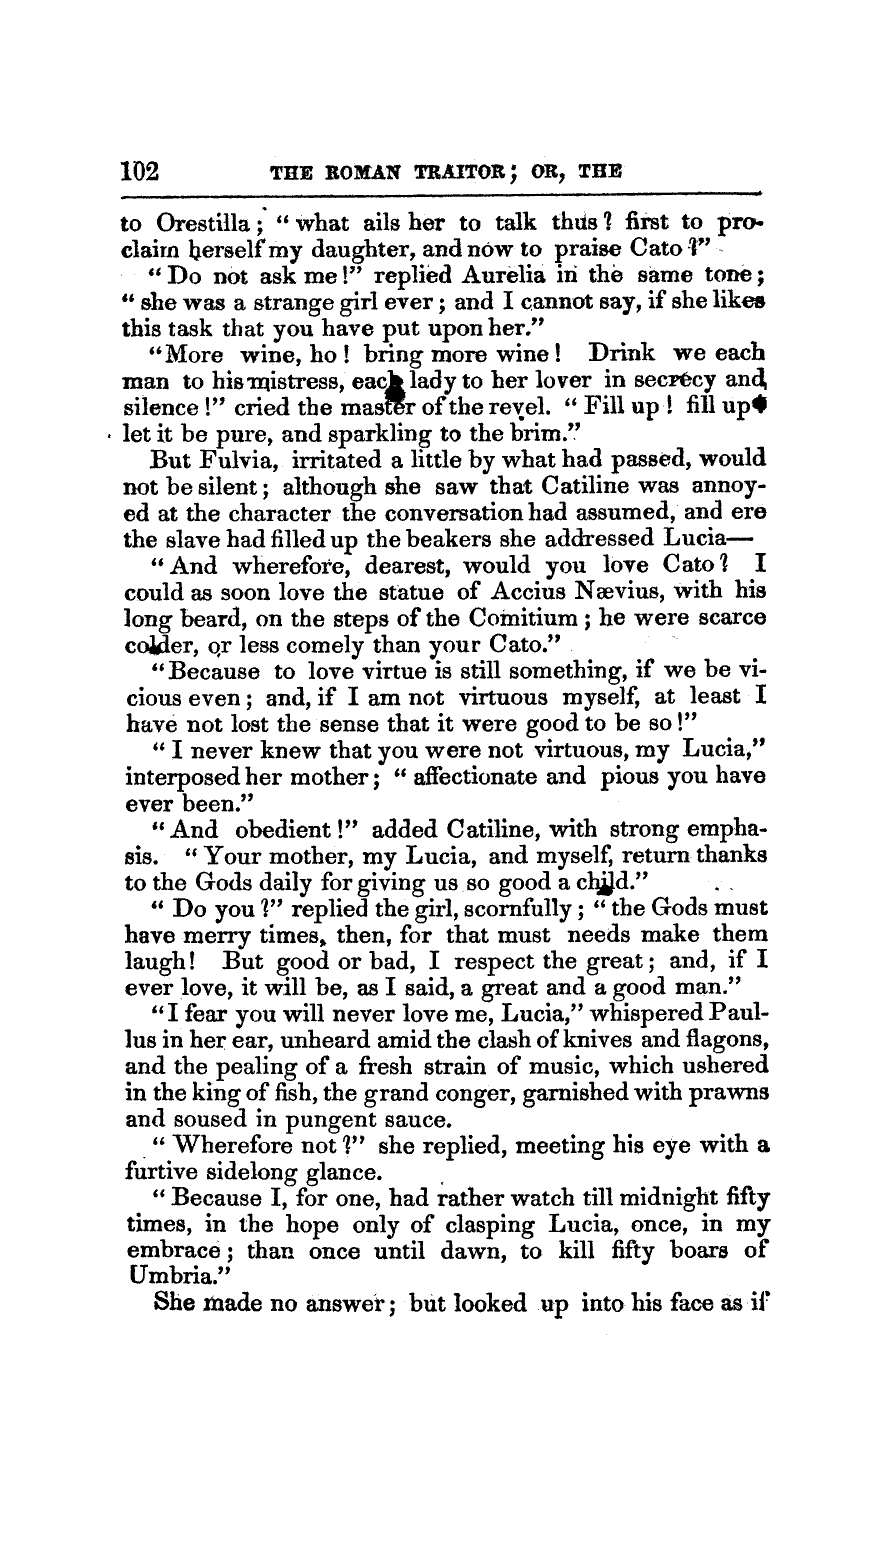 102 THE ROMAN TRAITOR; OR, THE
to Orestilla; “what ails her to talk thus? first to pro-
claim herself my daughter, and now to praise Cato?”
“Do not ask me!” replied Aurelia in the same tone;
“she was a strange girl ever; and I cannot say, if she likes
this task that you have put upon her.”
“More wine, ho! bring more wine! Drink we each
man to his mistress, each lady to her lover in secrecy and
silence!” cried the master of the revel. “Fill up! fill up
let it be pure, and sparkling to the brim.”
But Fulvia, irritated a little by what had passed, would
not be silent; although she saw that Catiline was annoy-
ed at the character the conversation had assumed, and ere
the slave had filled up the beakers she addressed Lucia—
“And wherefore, dearest, would you love Cato? I
could as soon love the statue of Accius Nævius, with his
long beard, on the steps of the Comitium; he were scarce
colder, or less comely than your Cato.”
“Because to love virtue is still something, if we be vi-
cious even; and, if I am not virtuous myself, at least I
have not lost the sense that it were good to be so!”
“I never knew that you were not virtuous, my Lucia,”
interposed her mother; “affectionate and pious you have
ever been.”
“And obedient!” added Catiline, with strong empha-
sis. “Your mother, my Lucia, and myself, return thanks
to the Gods daily for giving us so good a child.”
“Do you?” replied the girl, scornfully; “the Gods must
have merry times, then, for that must needs make them
laugh! But good or bad, I respect the great; and, if I
ever love, it will be, as I said, a great and a good man.”
“I fear you will never love me, Lucia,” whispered Paul-
lus in her ear, unheard amid the clash of knives and flagons,
and the pealing of a fresh strain of music, which ushered
in the king of fish, the grand conger, garnished with prawns
and soused in pungent sauce.
“Wherefore not?” she replied, meeting his eye with a
furtive sidelong glance.
“Because I, for one, had rather watch till midnight fifty
times, in the hope only of clasping Lucia, once, in my
embrace; than once until dawn, to kill fifty boars of
Umbria.”
She made no answer; but looked up into his face as if